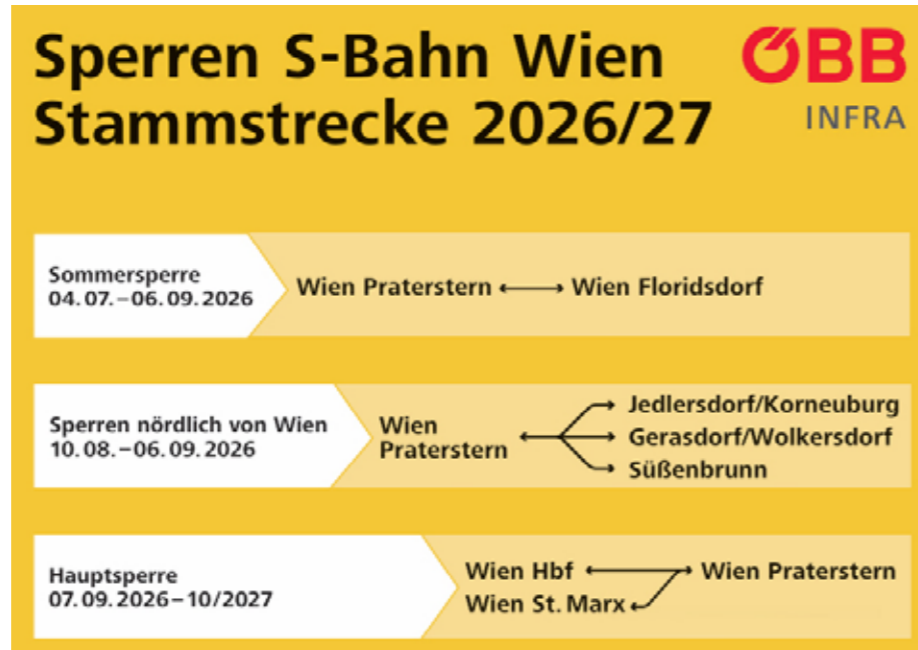 Sperren S-Bahn Wien
Stammstrecke 2026/27
ÖBB
INFRA
Sommersperre
04.07.–06.09.2026
Wien Praterstern
Wien Floridsdorf
Sperren nördlich von Wien
10.08.–06.09.2026
Wien
Praterstern
Jedlersdorf/Korneuburg
Gerasdorf/Wolkersdorf
Süßenbrunn
Hauptsperre
07.09.2026–10/2027
Wien Hbf
Wien St. Marx
Wien Praterstern